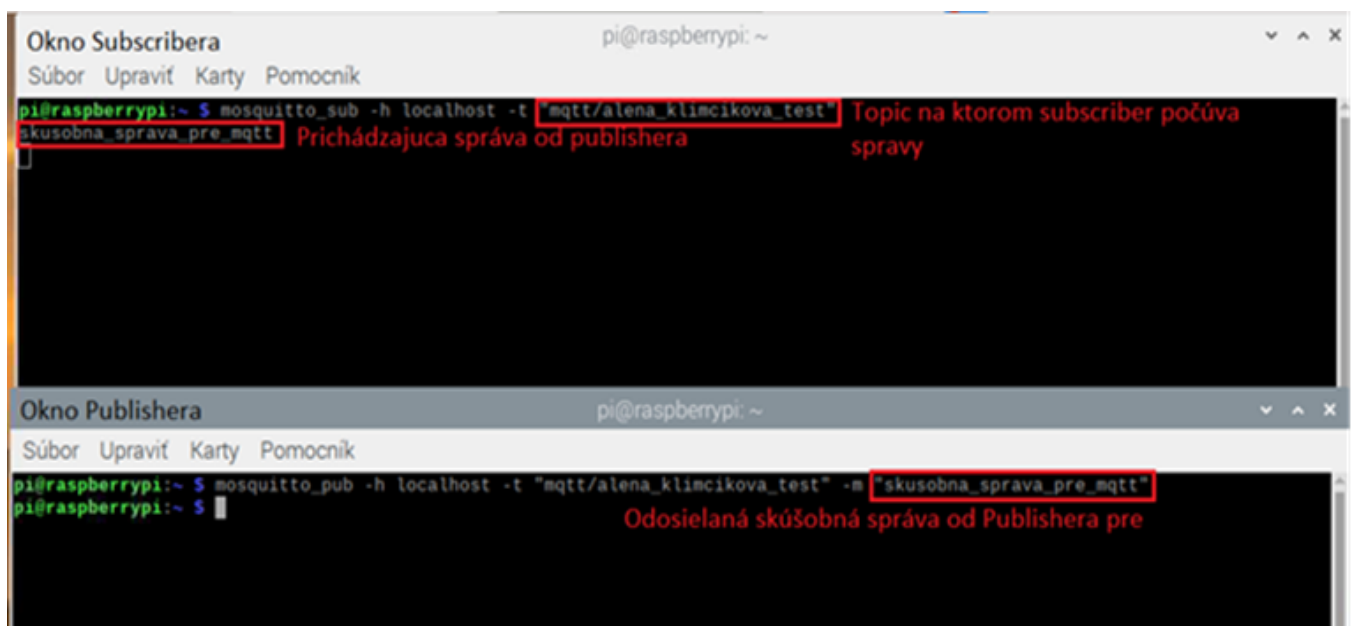 Okno Subscribera pi@raspberrypi: ~
Súbor Upraviť Karty Pomocník
pi@raspberrypi:~ $ mosquitto_sub -h localhost -t "mqtt/alena_klimcikova_test" Topic na ktorom subscriber počúva
skusobna_sprava_pre_mqtt Prichádzajuca správa od publishera spravy
Okno Publishera pi@raspberrypi: ~
Súbor Upraviť Karty Pomocník
pi@raspberrypi:~ $ mosquitto_pub -h localhost -t "mqtt/alena_klimcikova_test" -m "skusobna_sprava_pre_mqtt"
pi@raspberrypi:~ $
Odosielaná skúšobná správa od Publishera pre